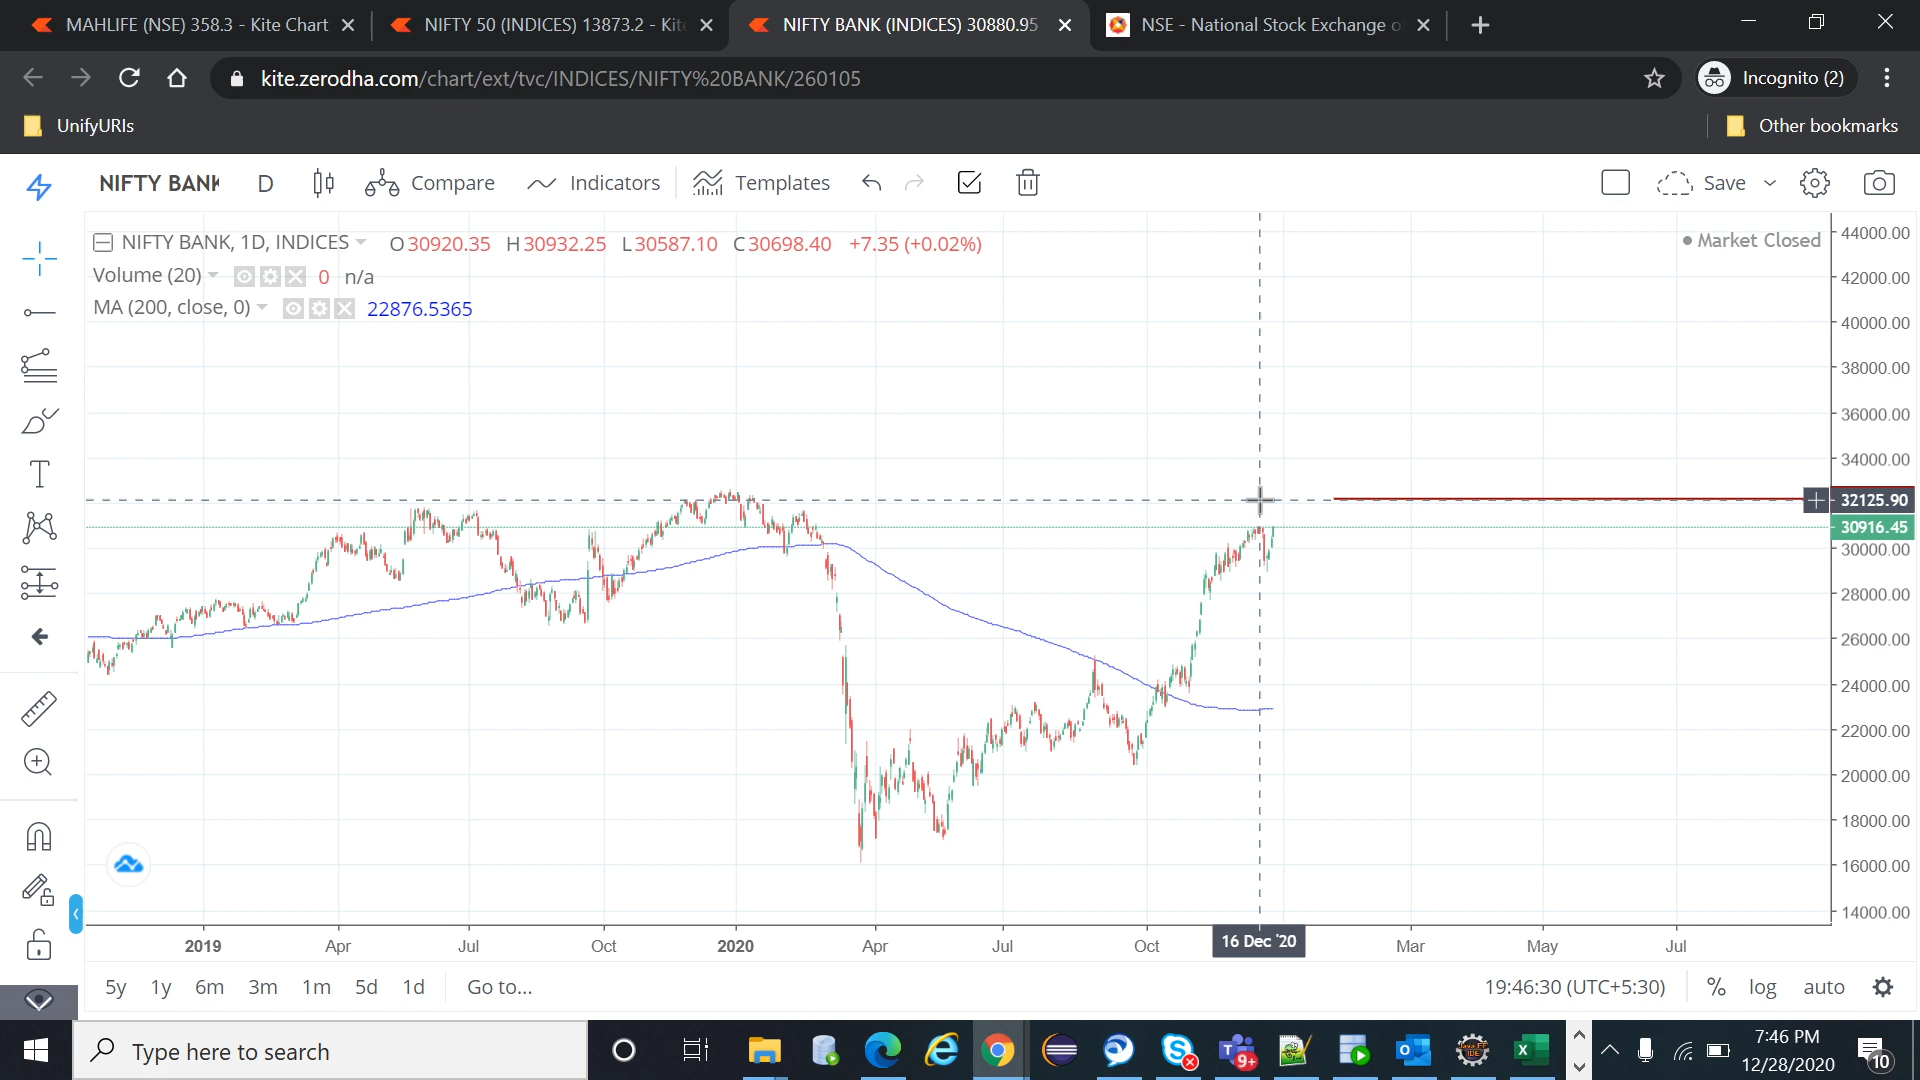 MAHLIFE (NSE) 358.3 - Kite Chart
NIFTY 50 (INDICES) 13873.2 - Kite
NIFTY BANK (INDICES) 30880.95
NSE - National Stock Exchange of
kite.zerodha.com/chart/ext/tvc/INDICES/NIFTY%20BANK/260105
Incognito (2)
UnifyURIs
Other bookmarks
NIFTY BANK
D
Compare
Indicators
Templates
Save
NIFTY BANK, 1D, INDICES O30920.35 H30932.25 L30587.10 C30698.40 +7.35 (+0.02%)
Market Closed
Volume (20) 0 n/a
MA (200, close, 0) 22876.5365
44000.00
42000.00
40000.00
38000.00
36000.00
34000.00
32125.90
30916.45
30000.00
28000.00
26000.00
24000.00
22000.00
20000.00
18000.00
16000.00
14000.00
2019 Apr Jul Oct 2020 Apr Jul Oct 16 Dec '20 Mar May Jul
5y 1y 6m 3m 1m 5d 1d Go to...
19:46:30 (UTC+5:30) % log auto
Type here to search
9+
7:46 PM
12/28/2020
10